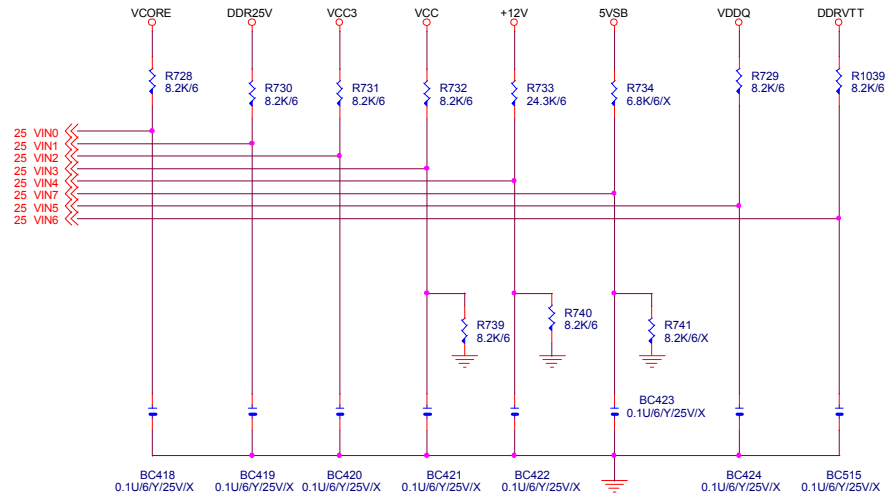 VCORE DDR25V VCC3 VCC +12V 5VSB VDDQ DDRVTT
R728
8.2K/6
R730
8.2K/6
R731
8.2K/6
R732
8.2K/6
R733
24.3K/6
R734
6.8K/6/X
R729
8.2K/6
R1039
8.2K/6
25 VIN0
25 VIN1
25 VIN2
25 VIN3
25 VIN4
25 VIN7
25 VIN5
25 VIN6
R739
8.2K/6
R740
8.2K/6
R741
8.2K/6/X
BC423
0.1U/6/Y/25V/X
BC418
0.1U/6/Y/25V/X
BC419
0.1U/6/Y/25V/X
BC420
0.1U/6/Y/25V/X
BC421
0.1U/6/Y/25V/X
BC422
0.1U/6/Y/25V/X
BC424
0.1U/6/Y/25V/X
BC515
0.1U/6/Y/25V/X